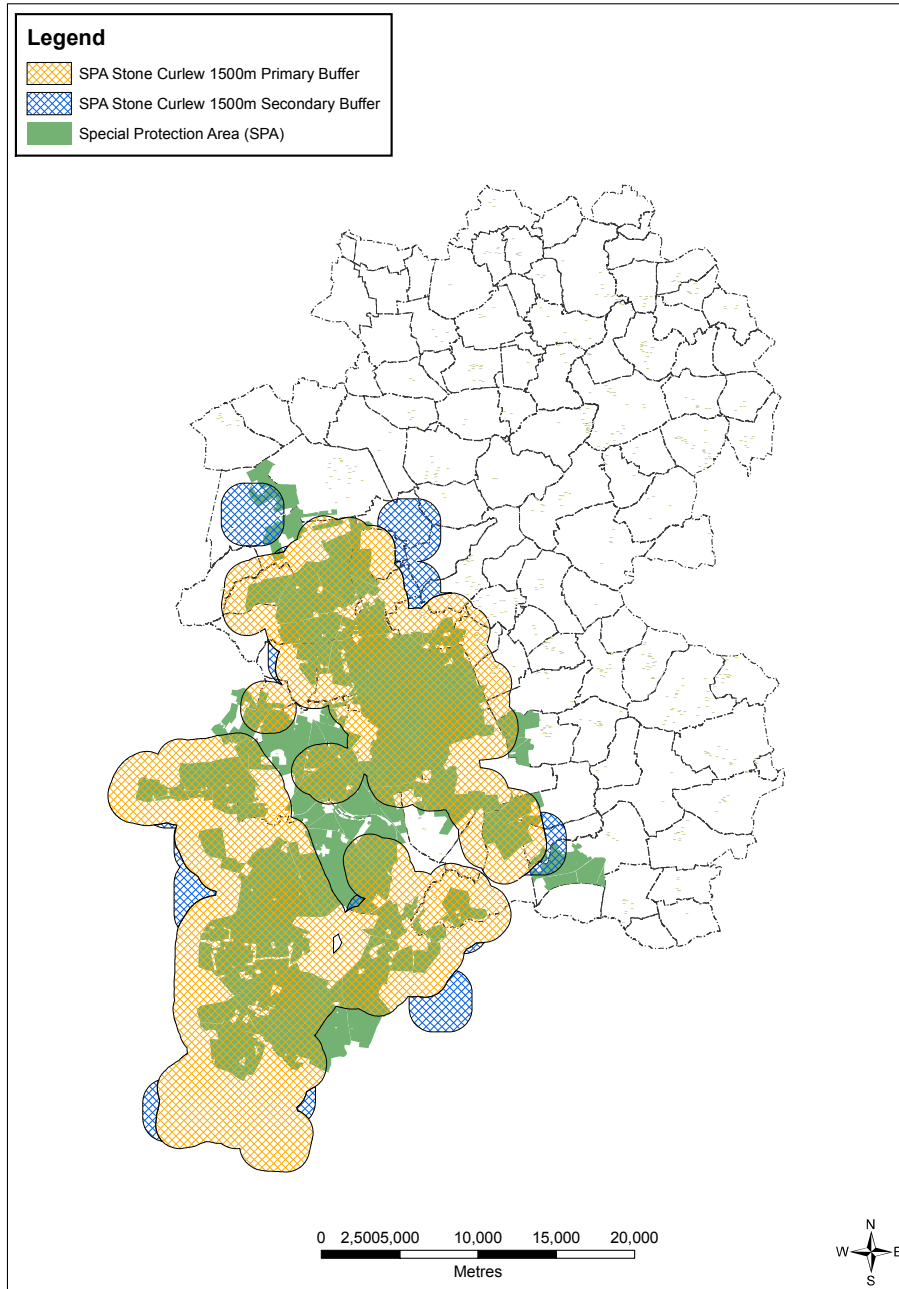 Legend
SPA Stone Curlew 1500m Primary Buffer
SPA Stone Curlew 1500m Secondary Buffer
Special Protection Area (SPA)
0 2,5005,000 10,000 15,000 20,000
Metres
N
W E
S